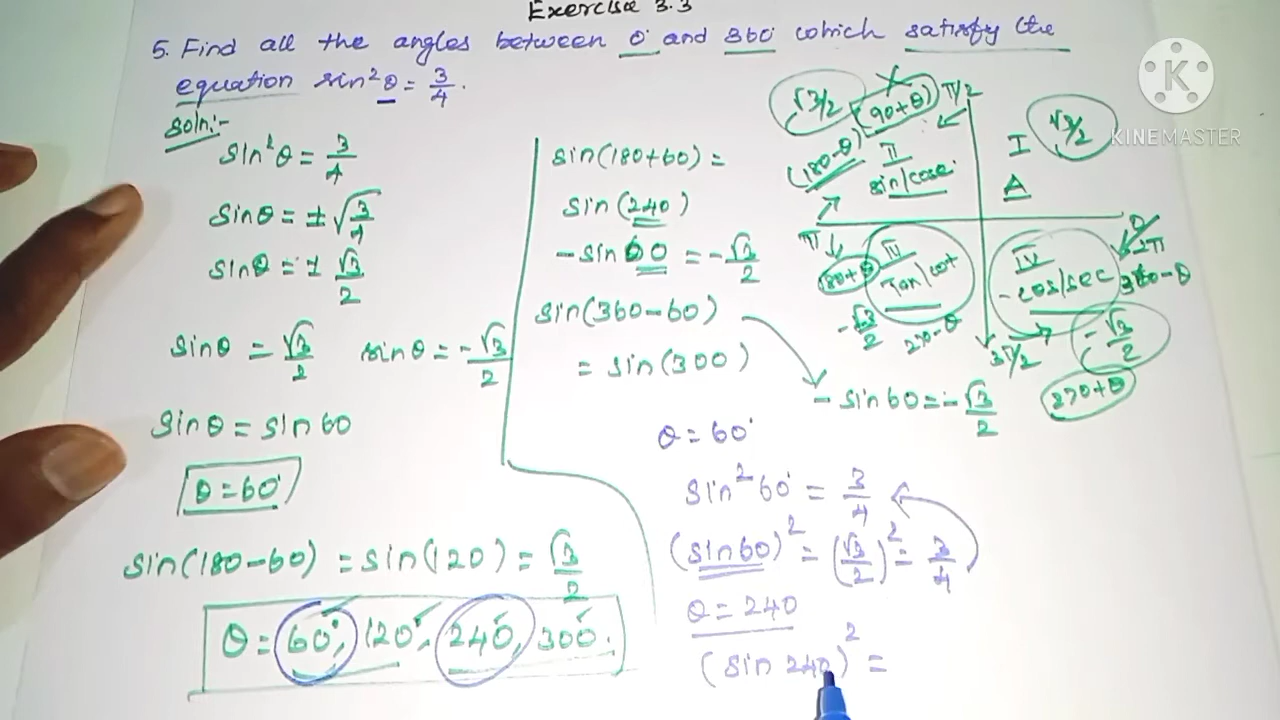 Exercise 3.3
5. Find all the angles between 0° and 360° which satisfy the
equation sin²θ = 3/4.
Soln:-
sin²θ = 3/4
sinθ = ±√3/4
sinθ = ± √3/2
sinθ = √3/2 sinθ = -√3/2
sinθ = sin 60
θ = 60°
sin(180-60) = sin(120) = √3/2
θ = 60°, 120°, 240°, 300°.
sin(180+60) =
sin(240)
- sin 60 = -√3/2
sin(360-60)
= sin(300)
- sin 60 = -√3/2
θ = 60°
sin²60° = 3/4
(sin60)² = (√3/2)² = 3/4
θ = 240
(sin 240)² =
√3/2 (90+θ) π/2
(180-θ) II
sin/cosec
I √3/2
A
π
180+θ III
Tan/cot
-√3/2 270-θ
3π/2
IV
- cos/sec 360-θ
2π
-√3/2
270+θ
K
KINEMASTER